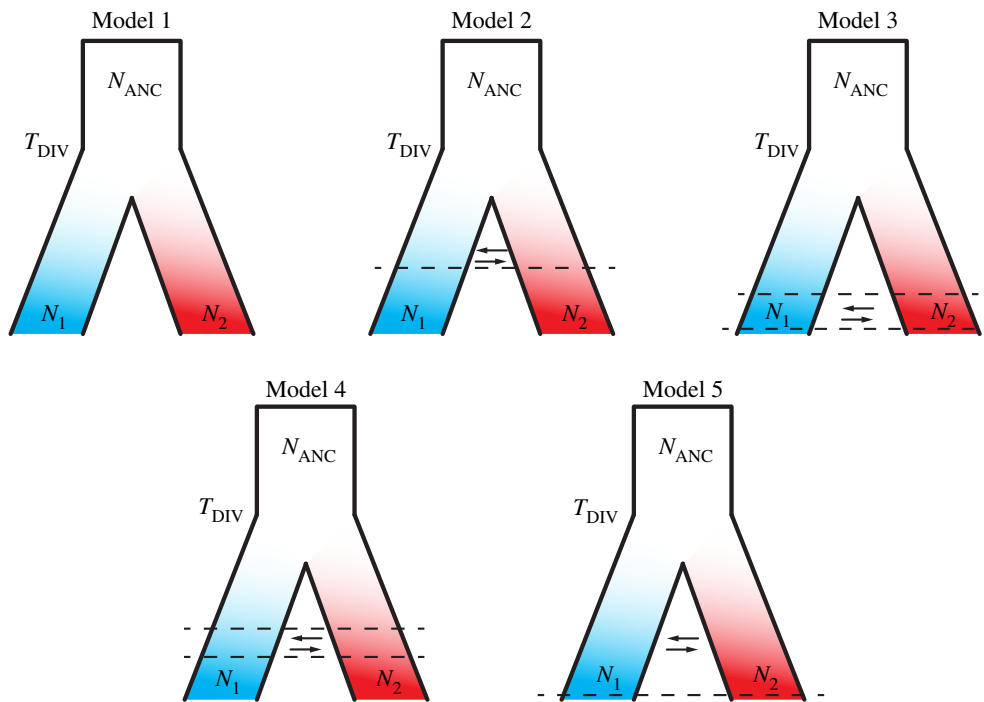 Model 1
Model 2
Model 3
N_ANC
N_ANC
N_ANC
T_DIV
T_DIV
T_DIV
N_1
N_2
N_1
N_2
N_1
N_2
Model 4
Model 5
N_ANC
N_ANC
T_DIV
T_DIV
N_1
N_2
N_1
N_2